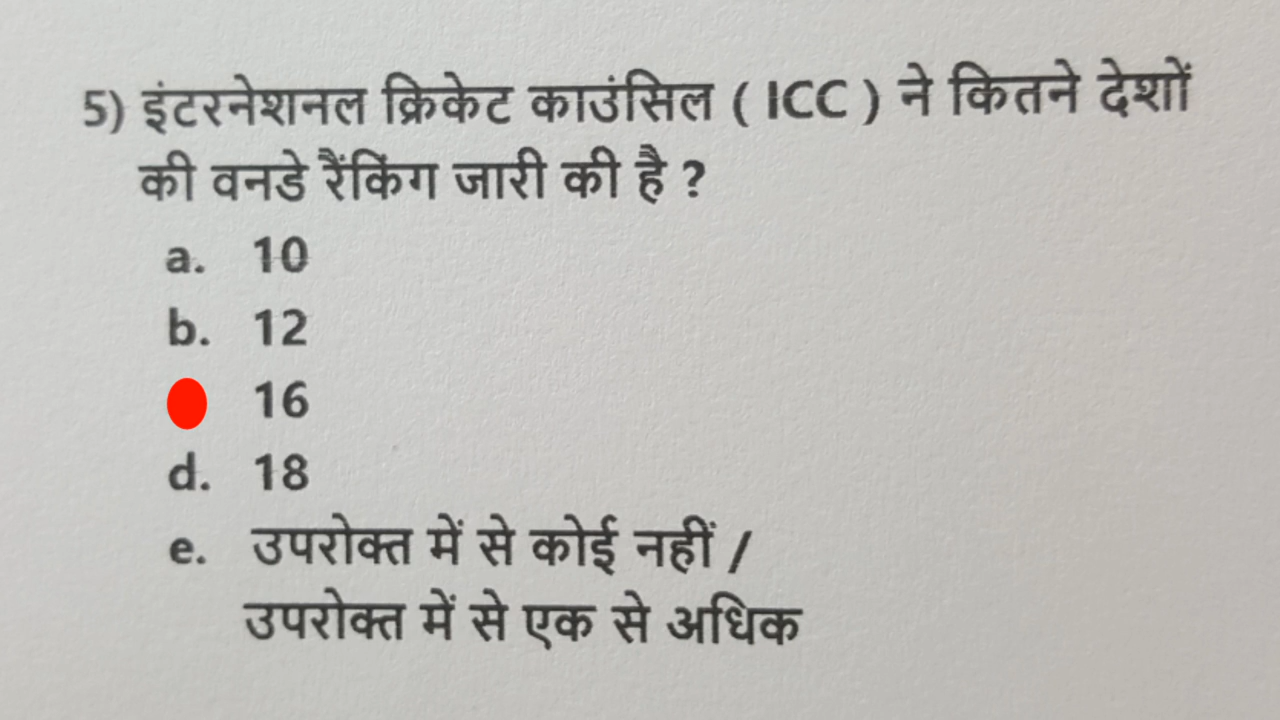 5) इंटरनेशनल क्रिकेट काउंसिल ( ICC ) ने कितने देशों
की वनडे रैंकिंग जारी की है ?
a. 10
b. 12
16
d. 18
e. उपरोक्त में से कोई नहीं /
उपरोक्त में से एक से अधिक